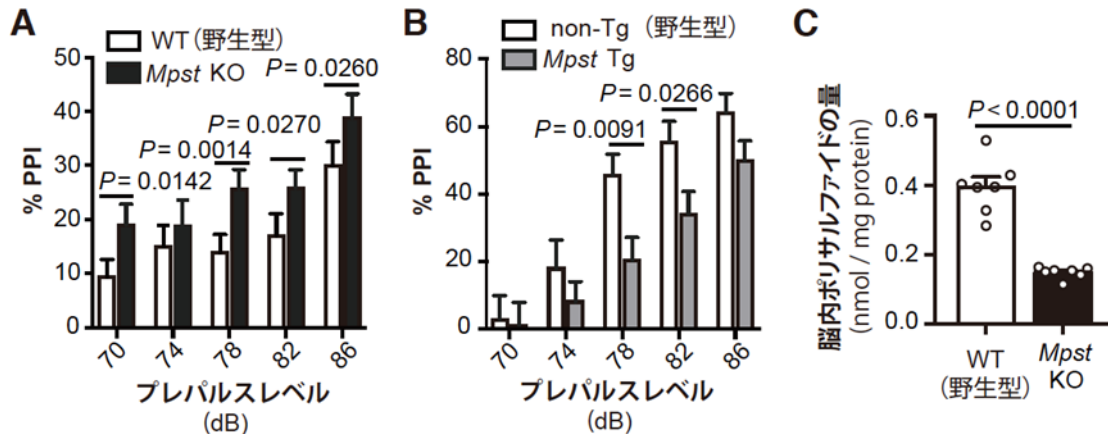 A
WT(野生型)
Mpst KO
% PPI
50
40
30
20
10
0
P = 0.0142
P = 0.0014
P = 0.0270
P = 0.0260
70
74
78
82
86
プレパルスレベル
(dB)
B
non-Tg (野生型)
Mpst Tg
% PPI
80
60
40
20
0
P = 0.0091
P = 0.0266
70
74
78
82
86
プレパルスレベル
(dB)
C
脳内ポリサルファイドの量
(nmol / mg protein)
P < 0.0001
0.6
0.4
0.2
0.0
WT
(野生型)
Mpst
KO